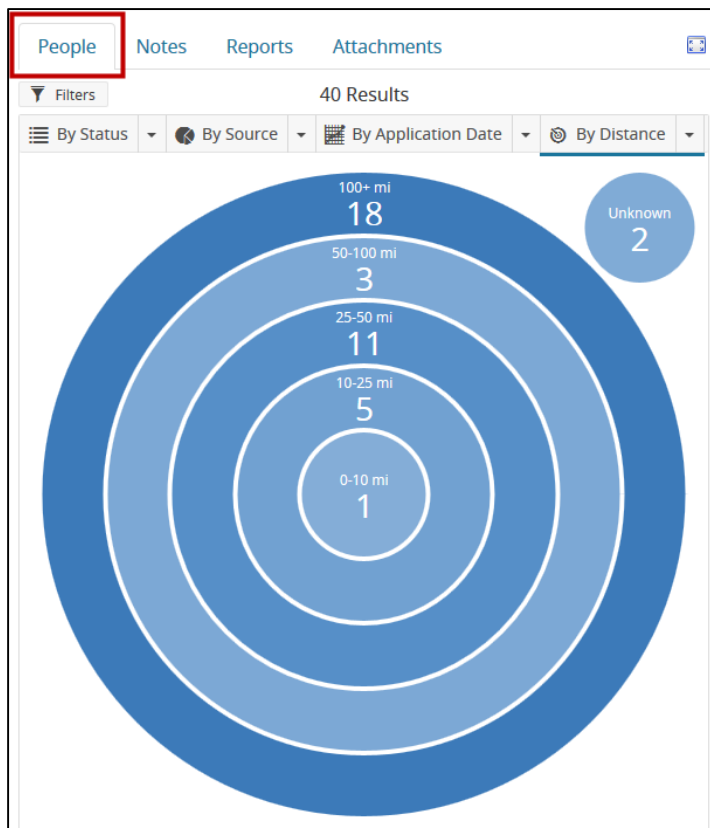 People Notes Reports Attachments
Filters 40 Results
By Status By Source By Application Date By Distance
100+ mi
18
Unknown
2
50-100 mi
3
25-50 mi
11
10-25 mi
5
0-10 mi
1